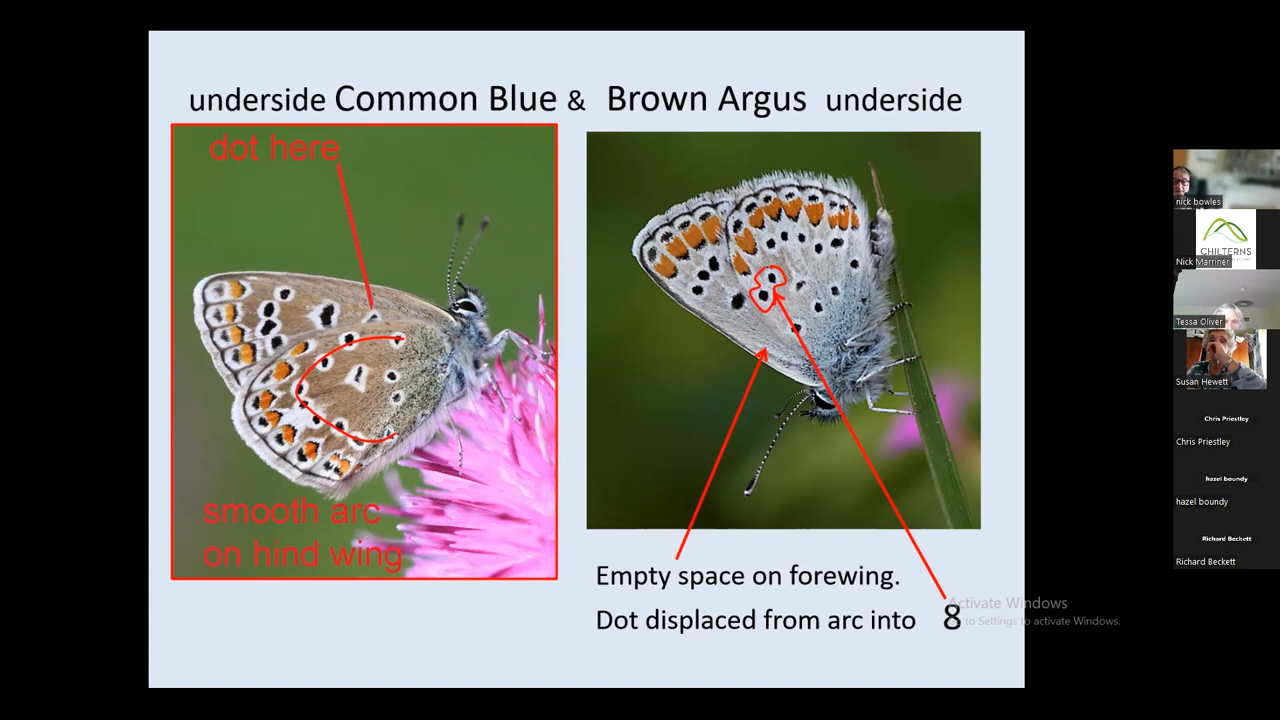 underside Common Blue & Brown Argus underside
dot here
smooth arc
on hind wing
Empty space on forewing.
Dot displaced from arc into 8
Activate Windows
to Settings to activate Windows.
nick bowles
CHILTERNS
Nick Marriner
Tessa Oliver
Susan Hewett
Chris Priestley
Chris Priestley
hazel boundy
hazel boundy
Richard Beckett
Richard Beckett